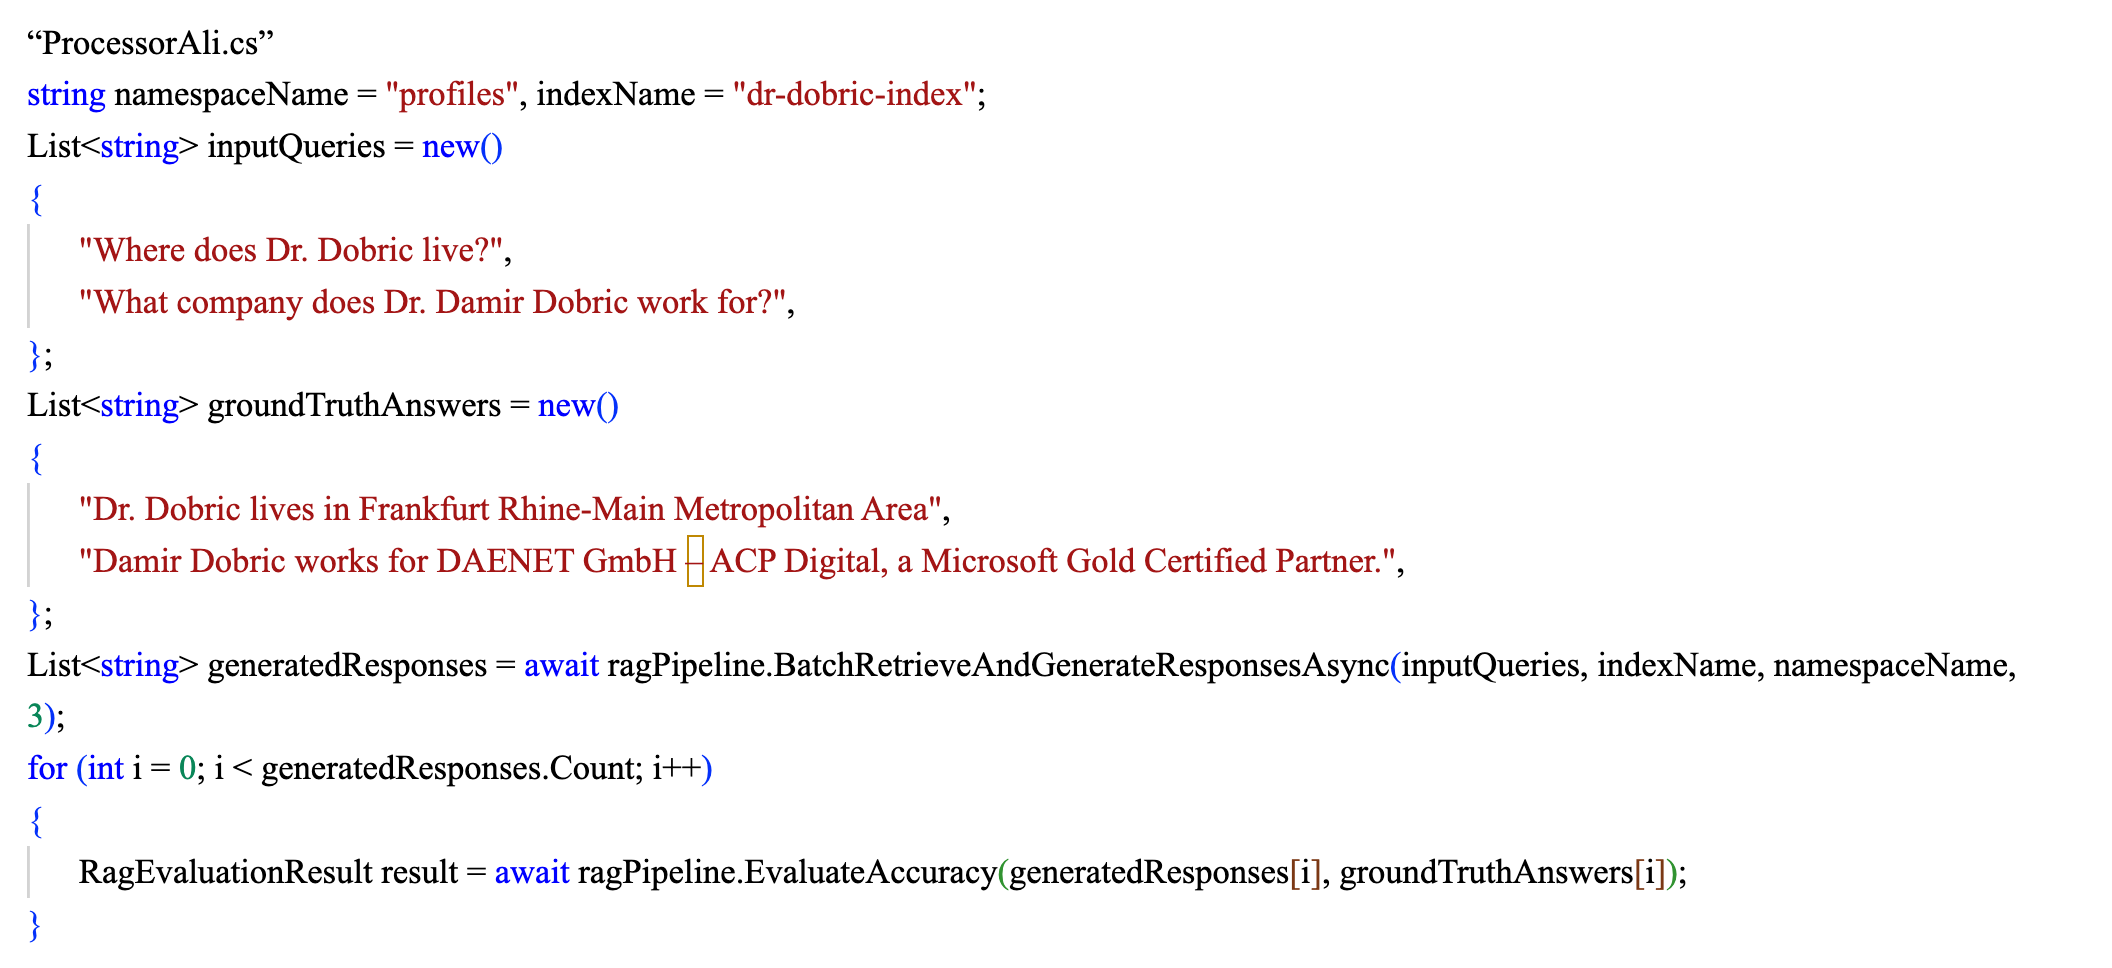 “ProcessorAli.cs”
string namespaceName = "profiles", indexName = "dr-dobric-index";
List<string> inputQueries = new()
{
"Where does Dr. Dobric live?",
"What company does Dr. Damir Dobric work for?",
};
List<string> groundTruthAnswers = new()
{
"Dr. Dobric lives in Frankfurt Rhine-Main Metropolitan Area",
"Damir Dobric works for DAENET GmbH – ACP Digital, a Microsoft Gold Certified Partner.",
};
List<string> generatedResponses = await ragPipeline.BatchRetrieveAndGenerateResponsesAsync(inputQueries, indexName, namespaceName,
3);
for (int i = 0; i < generatedResponses.Count; i++)
{
RagEvaluationResult result = await ragPipeline.EvaluateAccuracy(generatedResponses[i], groundTruthAnswers[i]);
}